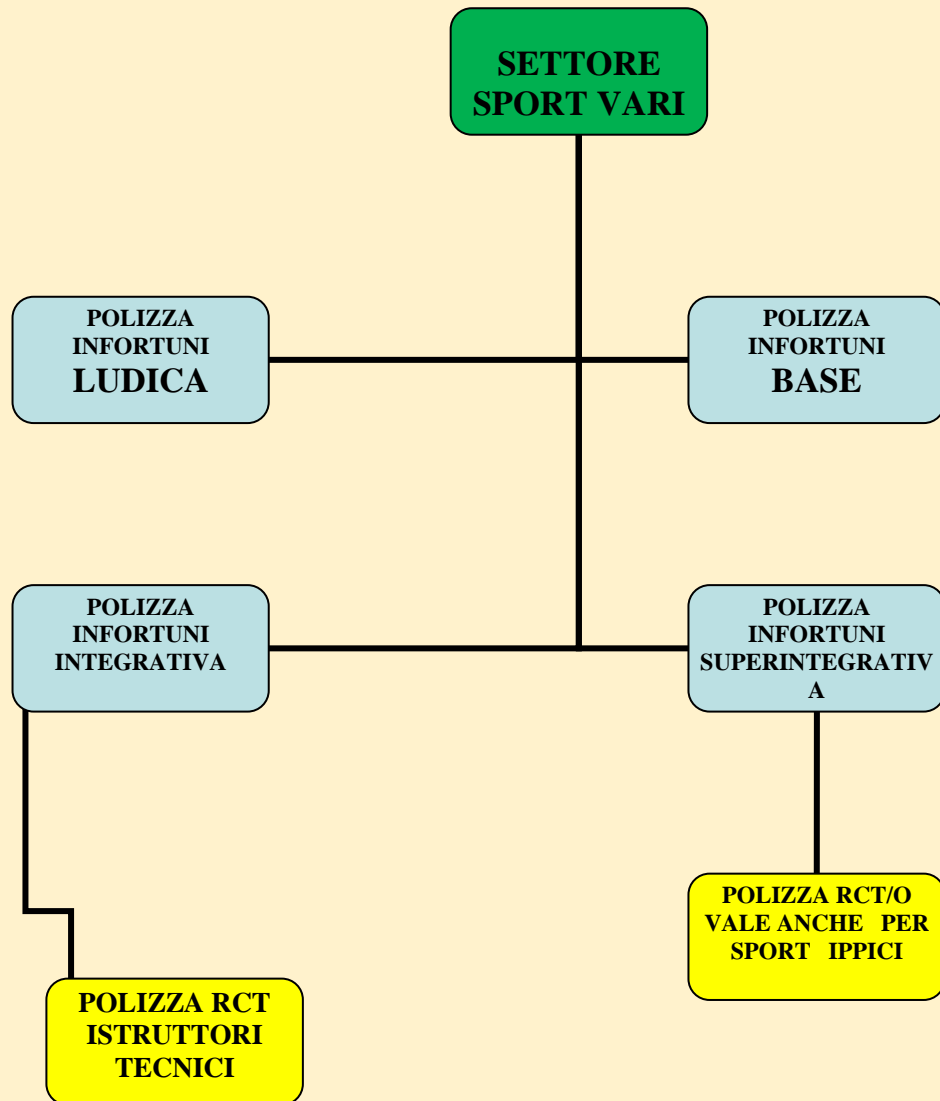 SETTORE
SPORT VARI
POLIZZA
INFORTUNI
LUDICA
POLIZZA
INFORTUNI
BASE
POLIZZA
INFORTUNI
INTEGRATIVA
POLIZZA
INFORTUNI
SUPERINTEGRATIV
A
POLIZZA RCT/O
VALE ANCHE PER
SPORT IPPICI
POLIZZA RCT
ISTRUTTORI
TECNICI